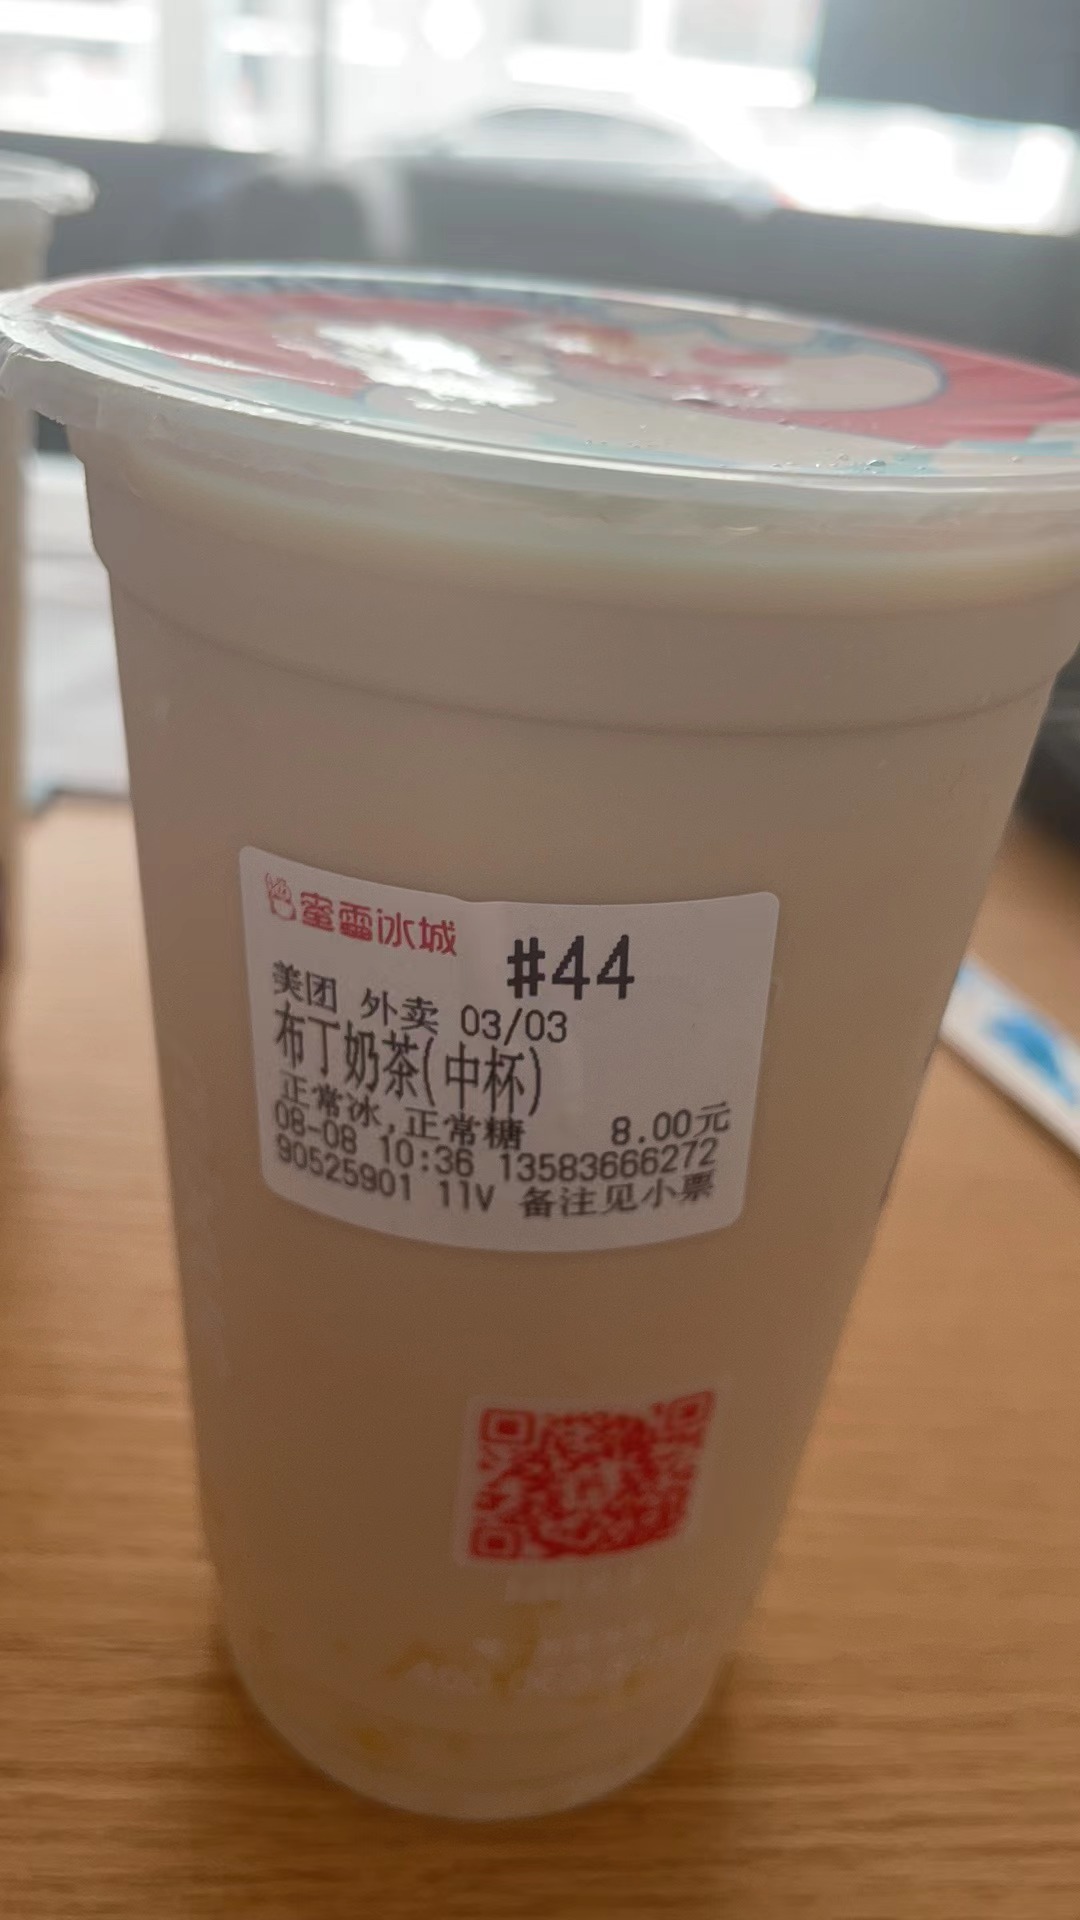 蜜雪冰城
#44
美团 外卖 03/03
布丁奶茶(中杯)
正常冰,正常糖 8.00元
08-08 10:36 13583666272
90525901 11V 备注见小票